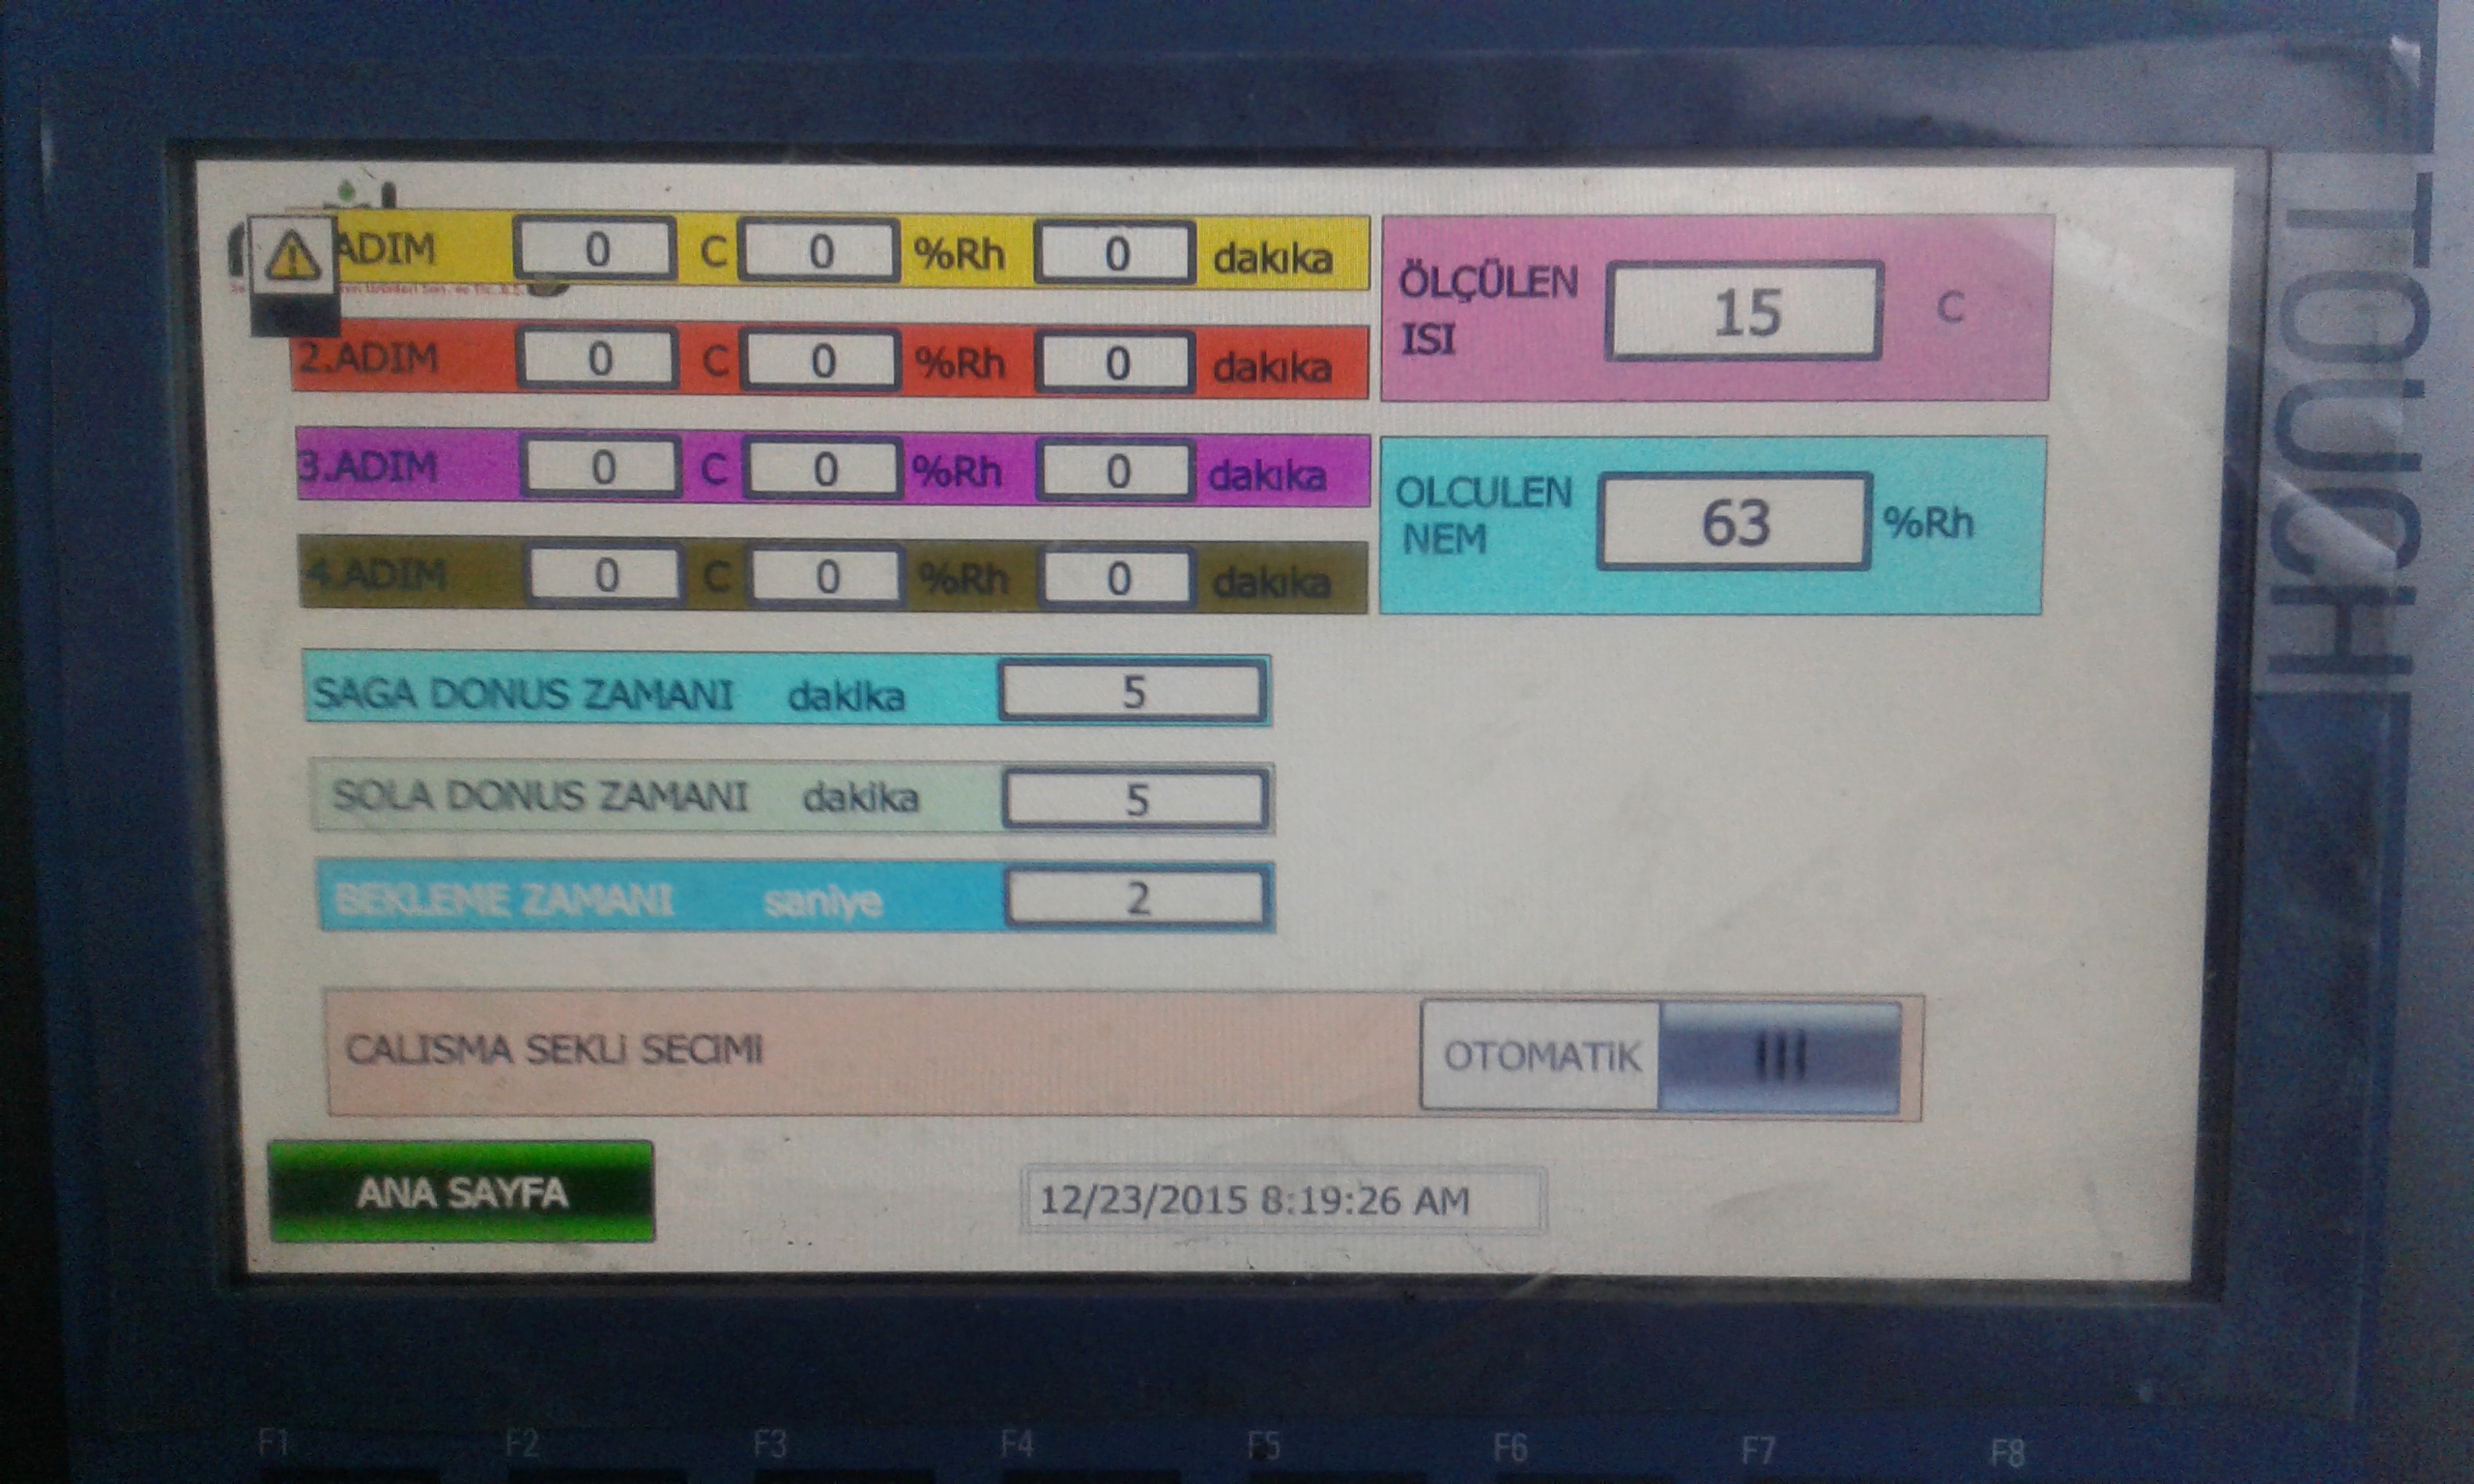 ADIM 0 C 0 %Rh 0 dakıka
2.ADIM 0 C 0 %Rh 0 dakıka
3.ADIM 0 C 0 %Rh 0 dakıka
4.ADIM 0 C 0 %Rh 0 dakıka
ÖLÇÜLEN
ISI
15 C
OLCULEN
NEM
63 %Rh
SAGA DONUS ZAMANI dakika 5
SOLA DONUS ZAMANI dakika 5
BEKLEME ZAMANI saniye 2
CALISMA SEKLi SECiMi OTOMATiK
ANA SAYFA
12/23/2015 8:19:26 AM
TOUCH
F1 F2 F3 F4 F5 F6 F7 F8